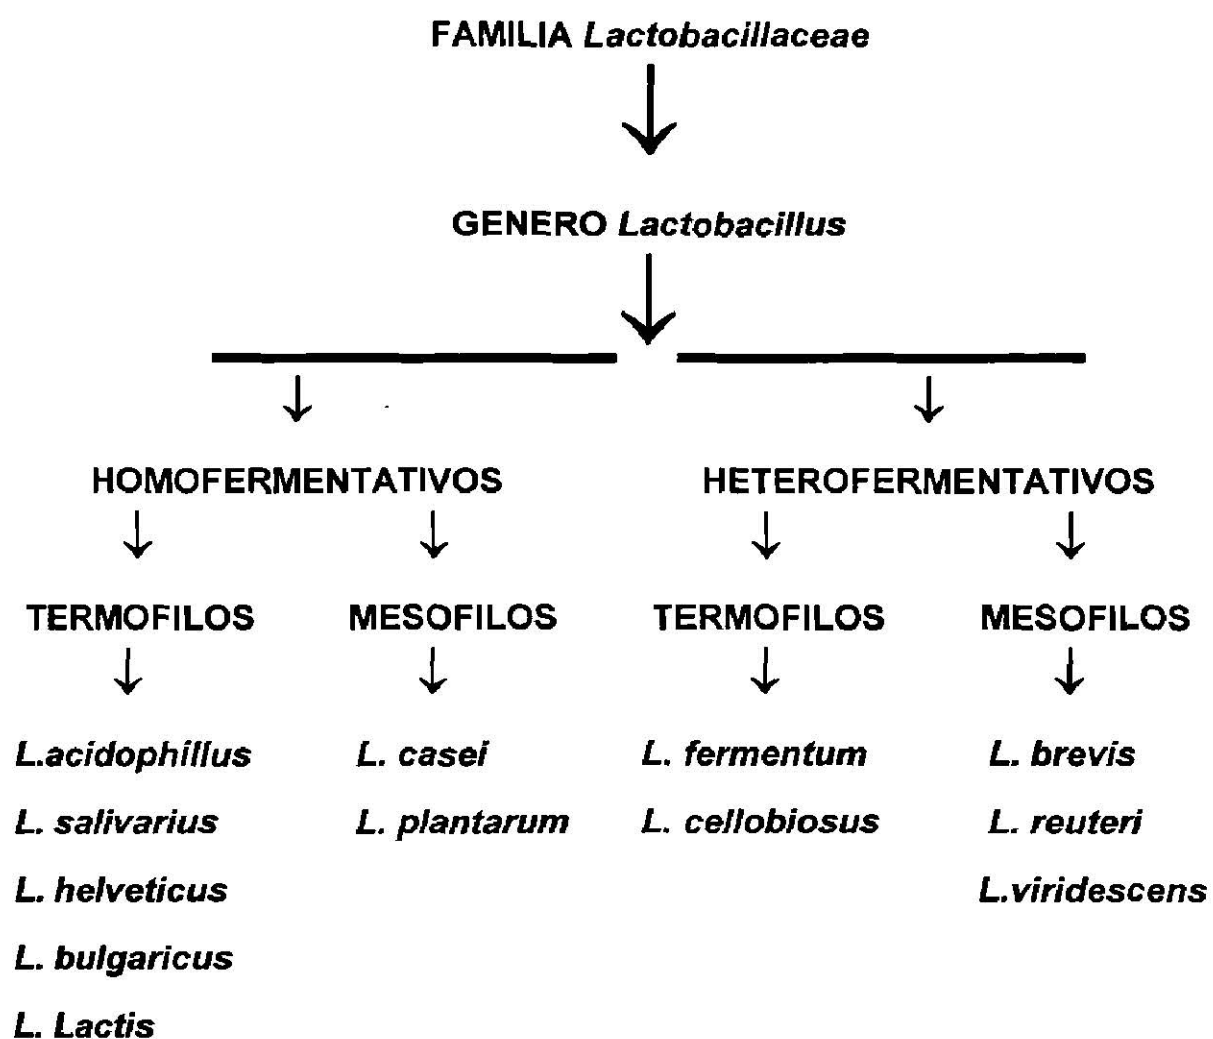 FAMILIA Lactobacillaceae
GENERO Lactobacillus
HOMOFERMENTATIVOS HETEROFERMENTATIVOS
TERMOFILOS MESOFILOS TERMOFILOS MESOFILOS
L.acidophillus L. casei L. fermentum L. brevis
L. salivarius L. plantarum L. cellobiosus L. reuteri
L. helveticus L.viridescens
L. bulgaricus
L. Lactis